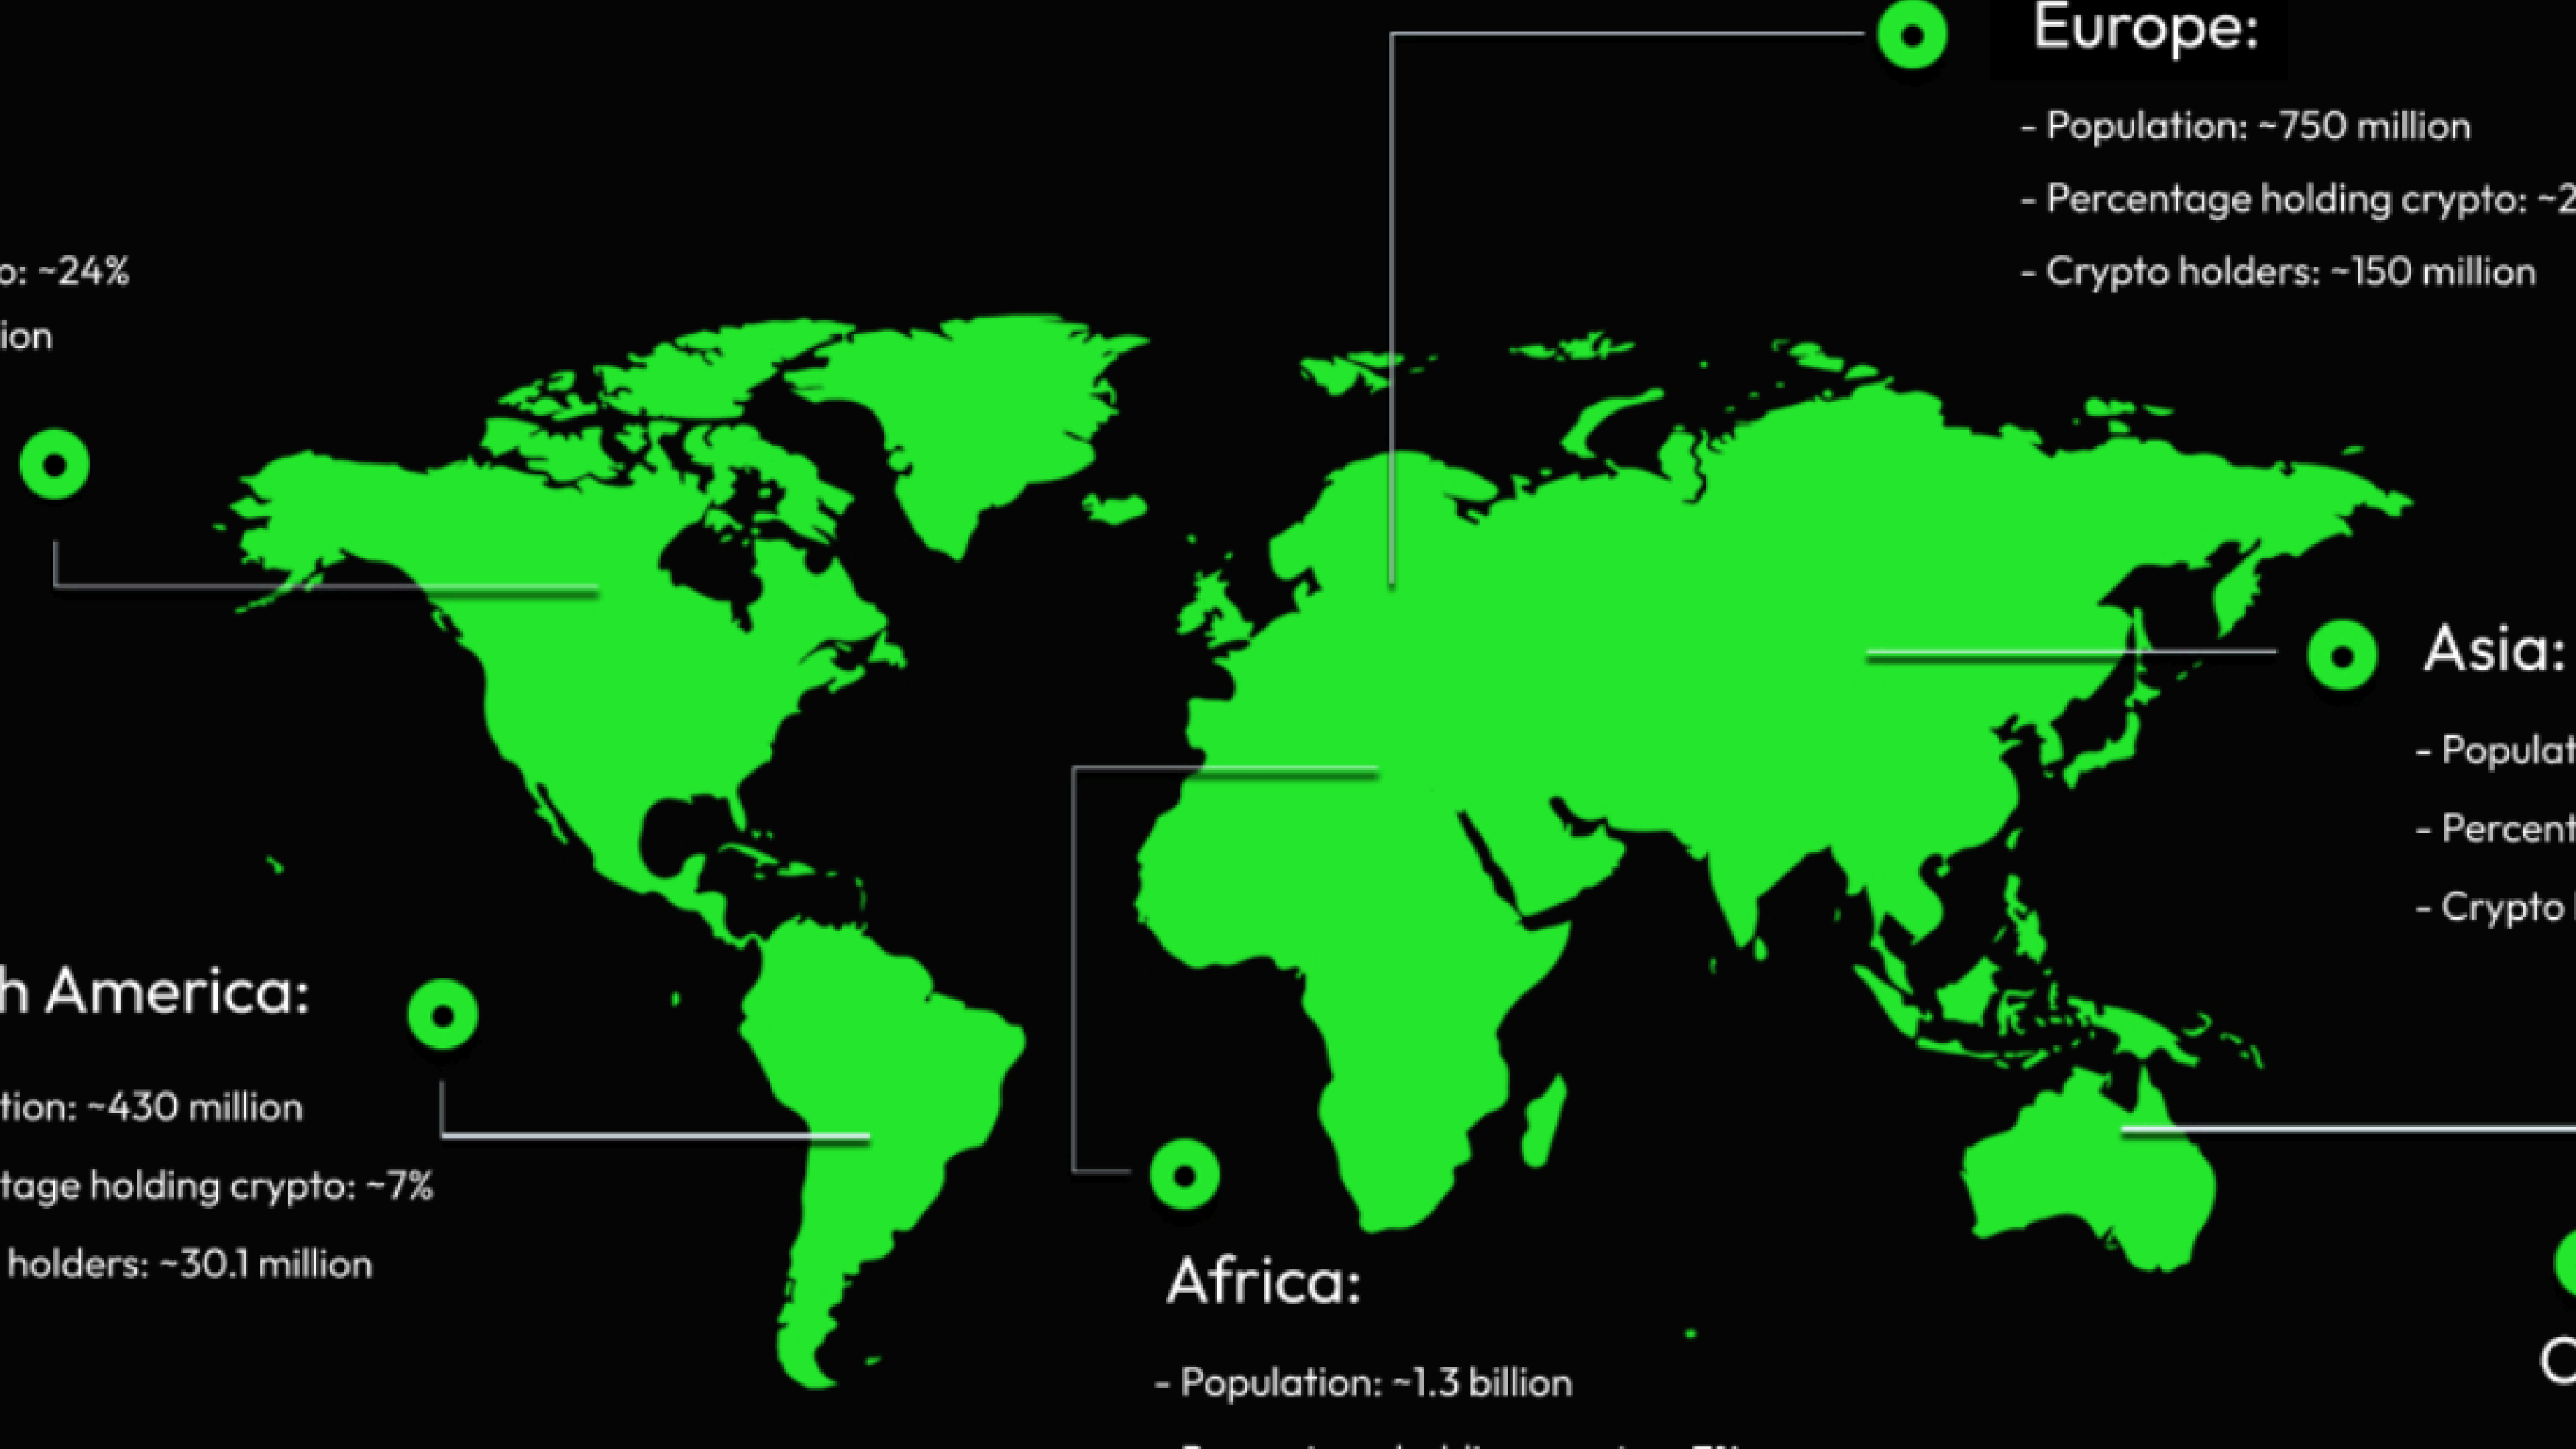 Europe:
- Population: ~750 million
- Percentage holding crypto: ~2
- Crypto holders: ~150 million
o: ~24%
ion
Asia:
- Populat
- Percent
- Crypto
h America:
tion: ~430 million
tage holding crypto: ~7%
holders: ~30.1 million
Africa:
- Population: ~1.3 billion